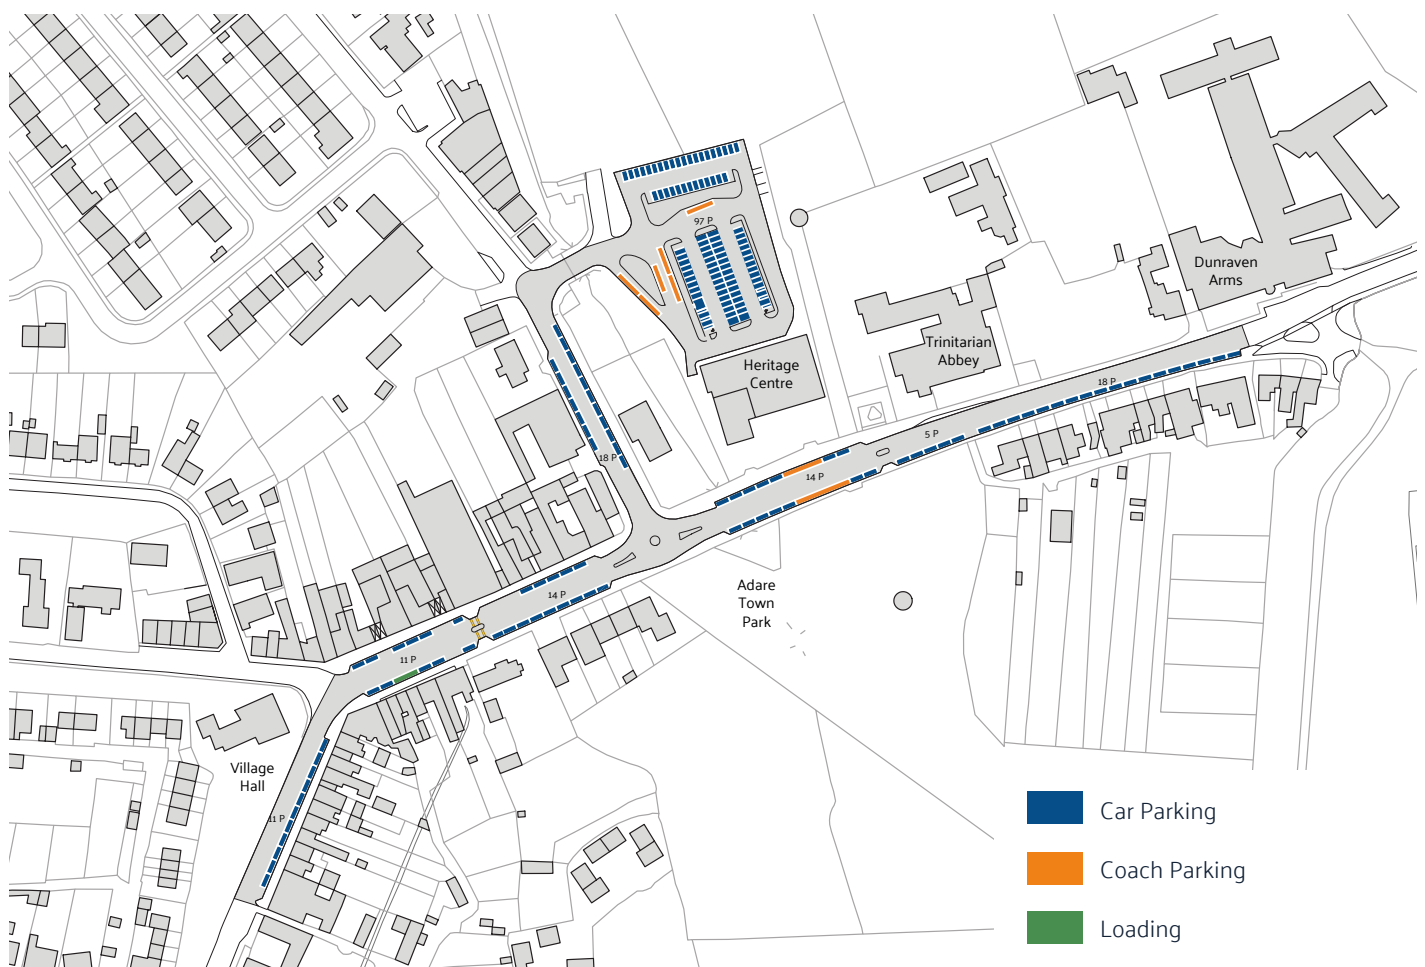 97 P
Dunraven
Arms
Trinitarian
Abbey
Heritage
Centre
18 P
5 P
18 P
14 P
Adare
Town
Park
14 P
11 P
Village
Hall
11 P
Car Parking
Coach Parking
Loading